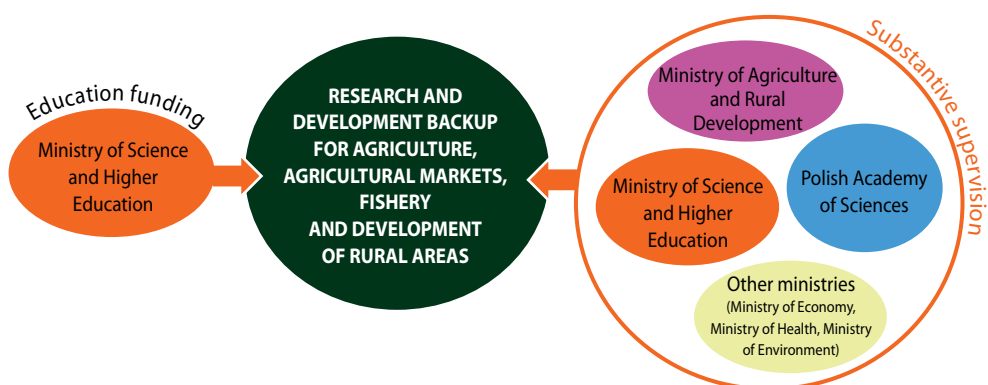 Education funding
Ministry of Science
and Higher
Education
RESEARCH AND
DEVELOPMENT BACKUP
FOR AGRICULTURE,
AGRICULTURAL MARKETS,
FISHERY
AND DEVELOPMENT
OF RURAL AREAS
Substantive supervision
Ministry of Agriculture
and Rural
Development
Ministry of Science
and Higher
Education
Polish Academy
of Sciences
Other ministries
(Ministry of Economy,
Ministry of Health, Ministry
of Environment)